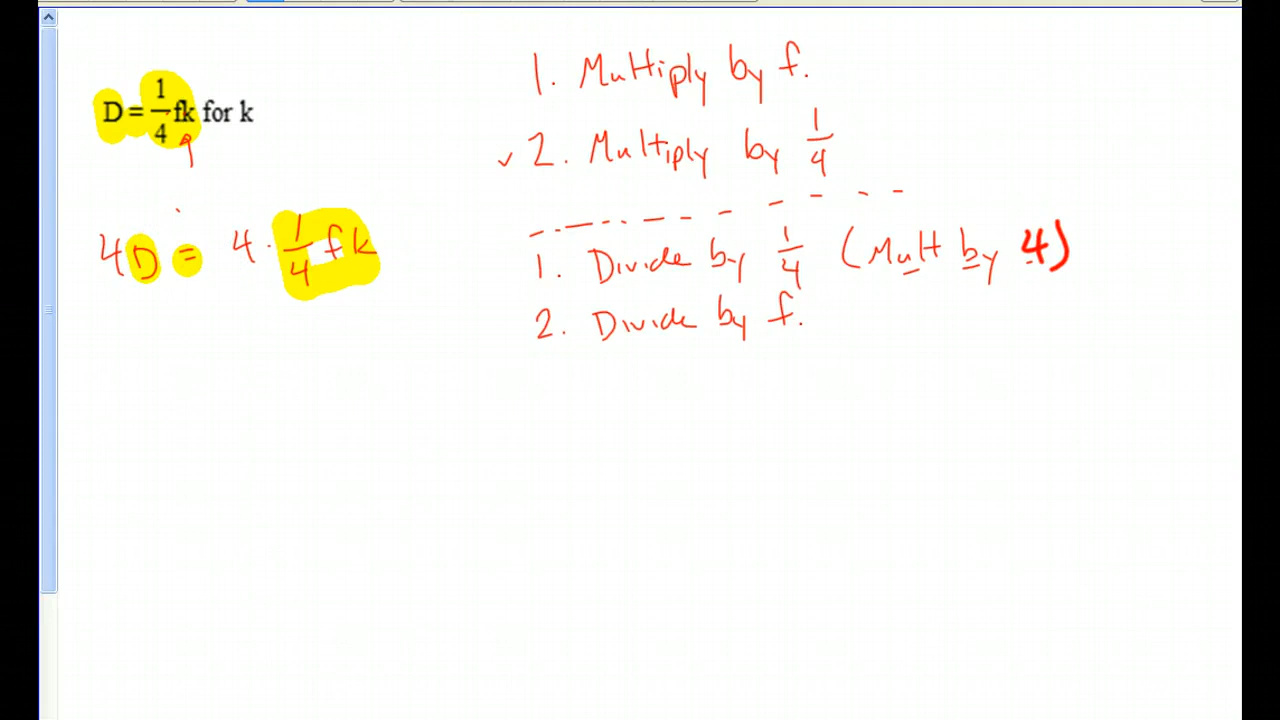 D = 1/4 fk for k
4D = 4 · 1/4 fk
1. Multiply by f.
✓ 2. Multiply by 1/4
1. Divide by 1/4 (Mult by 4)
2. Divide by f.